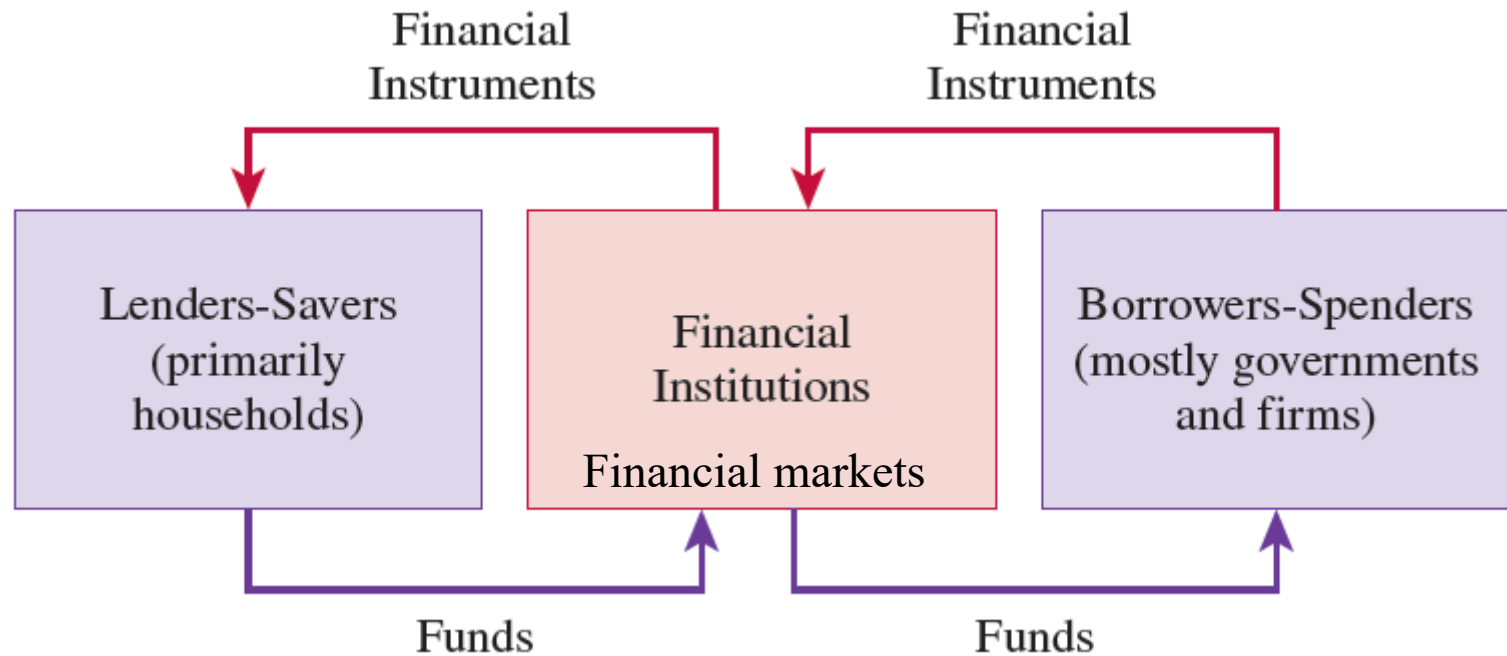 Financial
Instruments
Financial
Instruments
Lenders-Savers
(primarily
households)
Financial
Institutions
Financial markets
Borrowers-Spenders
(mostly governments
and firms)
Funds
Funds